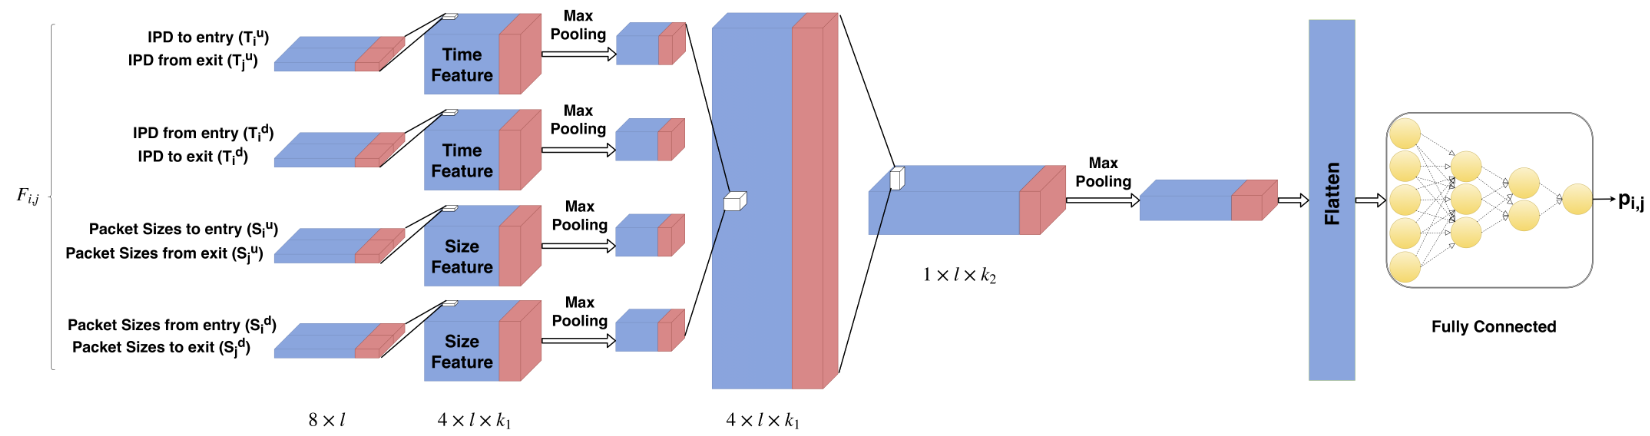 IPD to entry (Tᵢᵘ)
IPD from exit (Tⱼᵘ)
Time
Feature
Max
Pooling
IPD from entry (Tᵢᵈ)
IPD to exit (Tᵢᵈ)
Time
Feature
Max
Pooling
F_{i,j}
Packet Sizes to entry (Sᵢᵘ)
Packet Sizes from exit (Sⱼᵘ)
Size
Feature
Max
Pooling
Packet Sizes from entry (Sᵢᵈ)
Packet Sizes to exit (Sⱼᵈ)
Size
Feature
Max
Pooling
8 × l
4 × l × k₁
4 × l × k₁
1 × l × k₂
Max
Pooling
Flatten
p_{i,j}
Fully Connected